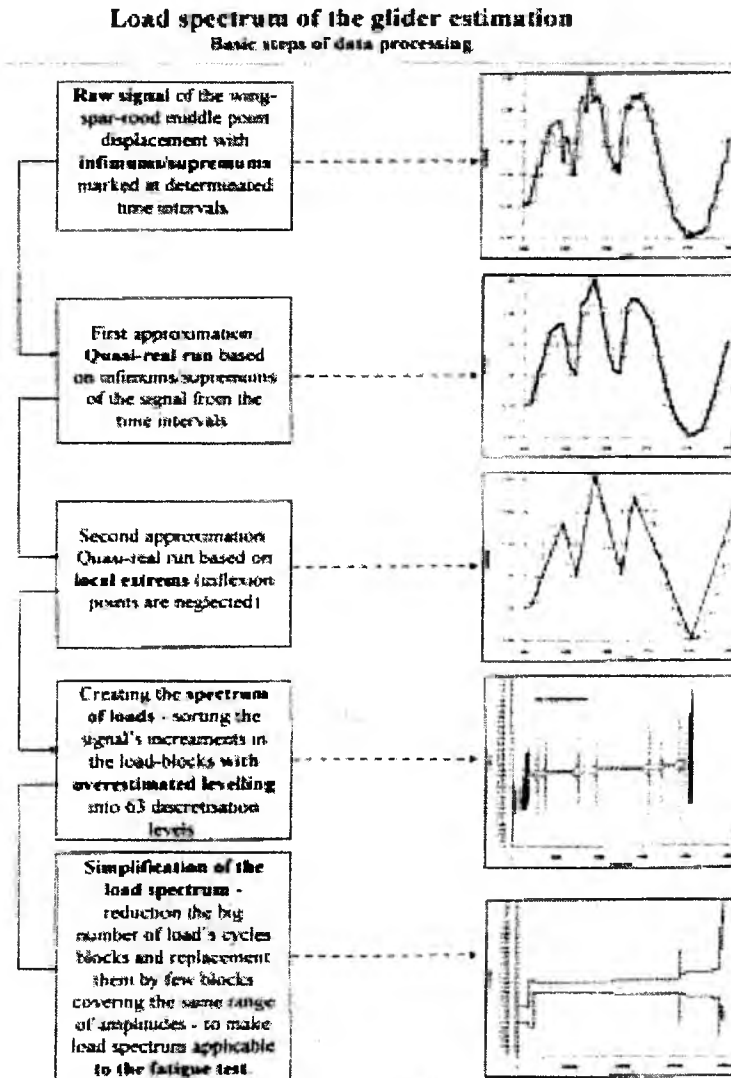 Load spectrum of the glider estimation
Basic steps of data processing
Raw signal of the wing-
spar-rood middle point
displacement with
infimums/supremums
marked at determinated
time intervals
First approximation
Quasi-real run based
on infimums/supremums
of the signal from the
time intervals
Second approximation
Quasi-real run based on
local extrems (inflexion
points are neglected)
Creating the spectrum
of loads - sorting the
signal's increaments in
the load-blocks with
overestimated levelling
into 63 discretisation
levels
Simplification of the
load spectrum -
reduction the big
number of load's cycles
blocks and replacement
them by few blocks
covering the same range
of amplitudes - to make
load spectrum applicable
to the fatigue test